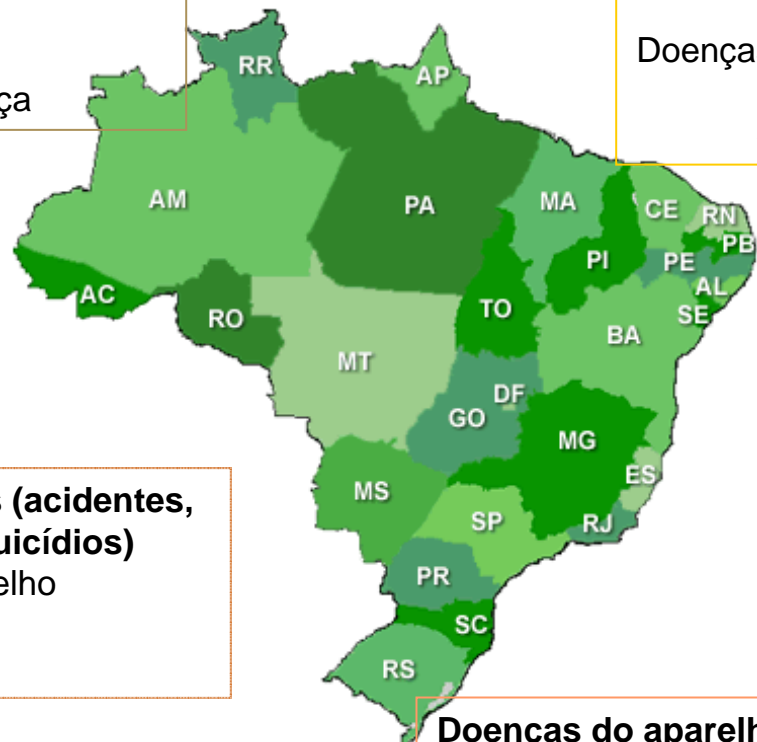 ça
Doença
RR
AP
AM
PA
MA
CE
RN
PB
PI
PE
AL
AC
SE
TO
RO
BA
MT
DF
GO
MG
ES
s (acidentes,
uicídios)
elho
MS
SP
RJ
PR
SC
RS
Doenças do aparelh